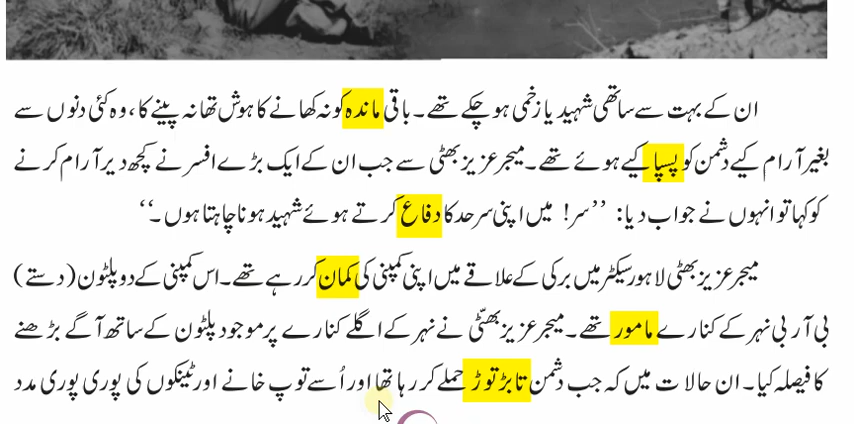 ان کے بہت سے ساتھی شہید یا زخمی ہو چکے تھے۔ باقی ماندہ کو نہ کھانے کا ہوش تھا نہ پینے کا، وہ کئی دنوں سے
بغیر آرام کیے دشمن کو پسپا کیے ہوئے تھے۔ میجر عزیز بھٹی سے جب ان کے ایک بڑے افسر نے کچھ دیر آرام کرنے
کو کہا تو انہوں نے جواب دیا: ’’سر! میں اپنی سرحد کا دفاع کرتے ہوئے شہید ہونا چاہتا ہوں۔‘‘
میجر عزیز بھٹی لاہور سیکٹر میں برکی کے علاقے میں اپنی کمپنی کی کمان کر رہے تھے۔ اس کمپنی کے دو پلٹون (دستے)
بی آر بی نہر کے کنارے مامور تھے۔ میجر عزیز بھٹّی نے نہر کے اگلے کنارے پر موجود پلٹون کے ساتھ آگے بڑھنے
کا فیصلہ کیا۔ ان حالات میں کہ جب دشمن تابڑ توڑ حملے کر رہا تھا اور اُسے توپ خانے اور ٹینکوں کی پوری پوری مدد